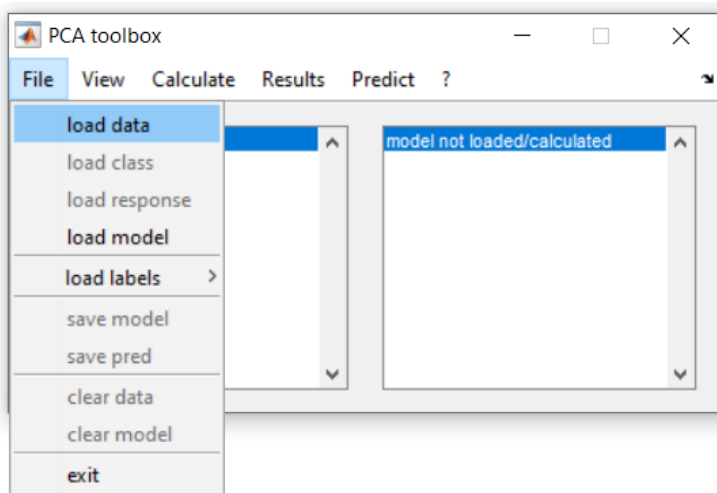 PCA toolbox
File View Calculate Results Predict ?
load data
load class
load response
load model
load labels
save model
save pred
clear data
clear model
exit
model not loaded/calculated